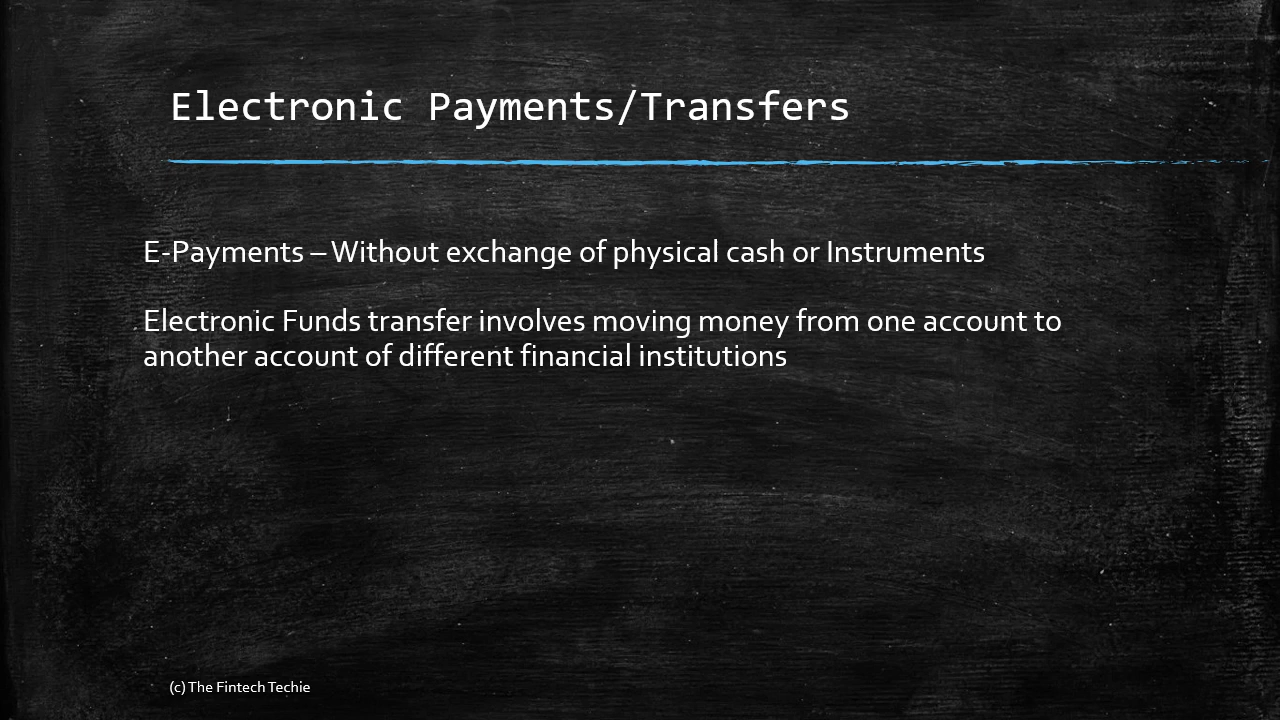 Electronic Payments/Transfers
E-Payments – Without exchange of physical cash or Instruments
Electronic Funds transfer involves moving money from one account to
another account of different financial institutions
(c) The Fintech Techie